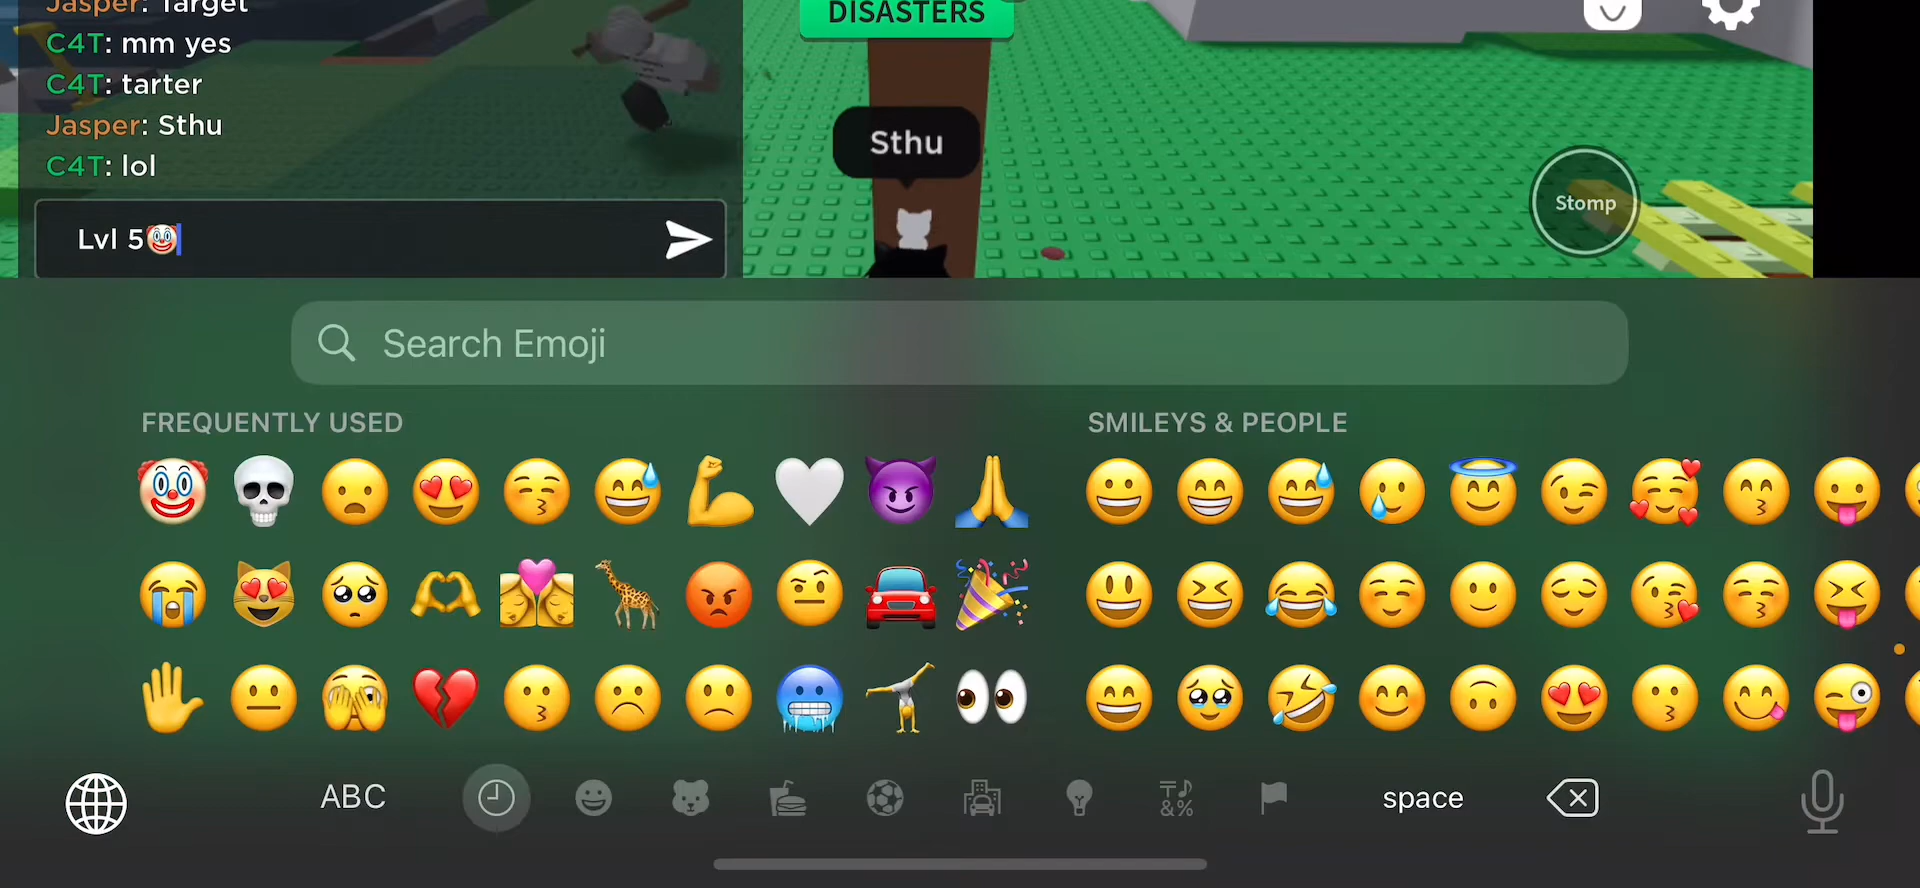 Jasper: Target
C4T: mm yes
C4T: tarter
Jasper: Sthu
C4T: lol
Lvl 5🤡
DISASTERS
Sthu
Stomp
Search Emoji
FREQUENTLY USED
SMILEYS & PEOPLE
ABC
space